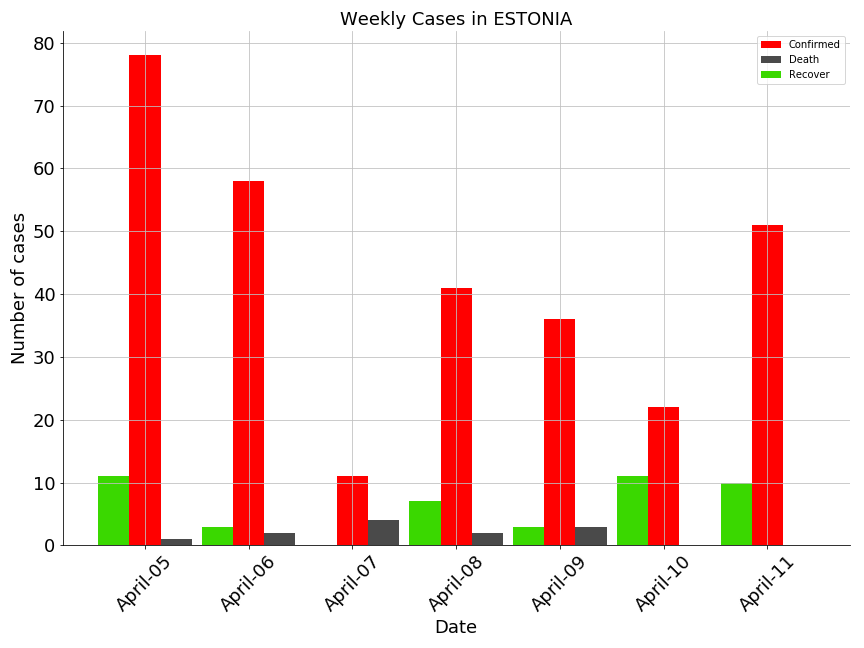 Weekly Cases in ESTONIA
Confirmed
Death
Recover
Number of cases
80
70
60
50
40
30
20
10
0
April-05
April-06
April-07
April-08
April-09
April-10
April-11
Date